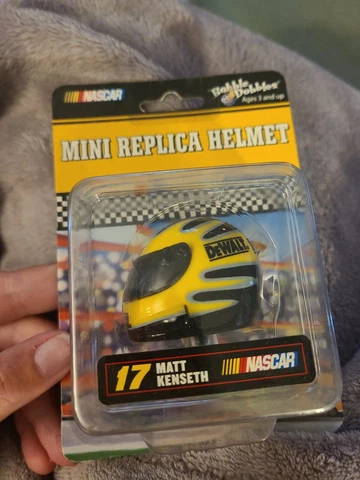 NASCAR
Bobble
Dobbles
Ages 3 and up
MINI REPLICA HELMET
DEWALT
17 MATT
KENSETH
NASCAR